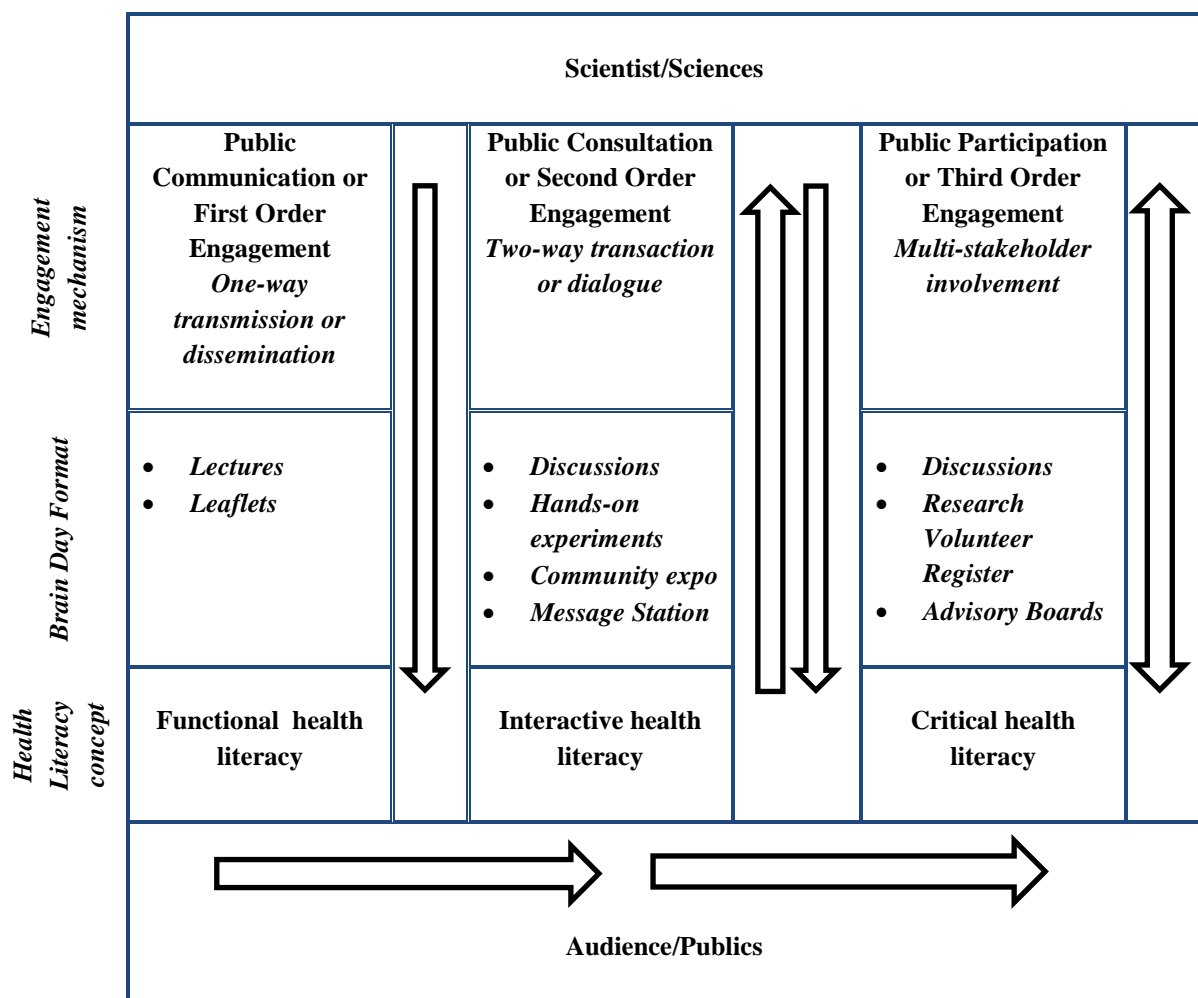 Scientist/Sciences
Engagement
mechanism
Public
Communication or
First Order
Engagement
One-way
transmission or
dissemination
Public Consultation
or Second Order
Engagement
Two-way transaction
or dialogue
Public Participation
or Third Order
Engagement
Multi-stakeholder
involvement
Brain Day Format
• Lectures
• Leaflets
• Discussions
• Hands-on
experiments
• Community expo
• Message Station
• Discussions
• Research
Volunteer
Register
• Advisory Boards
Health
Literacy
concept
Functional health
literacy
Interactive health
literacy
Critical health
literacy
Audience/Publics